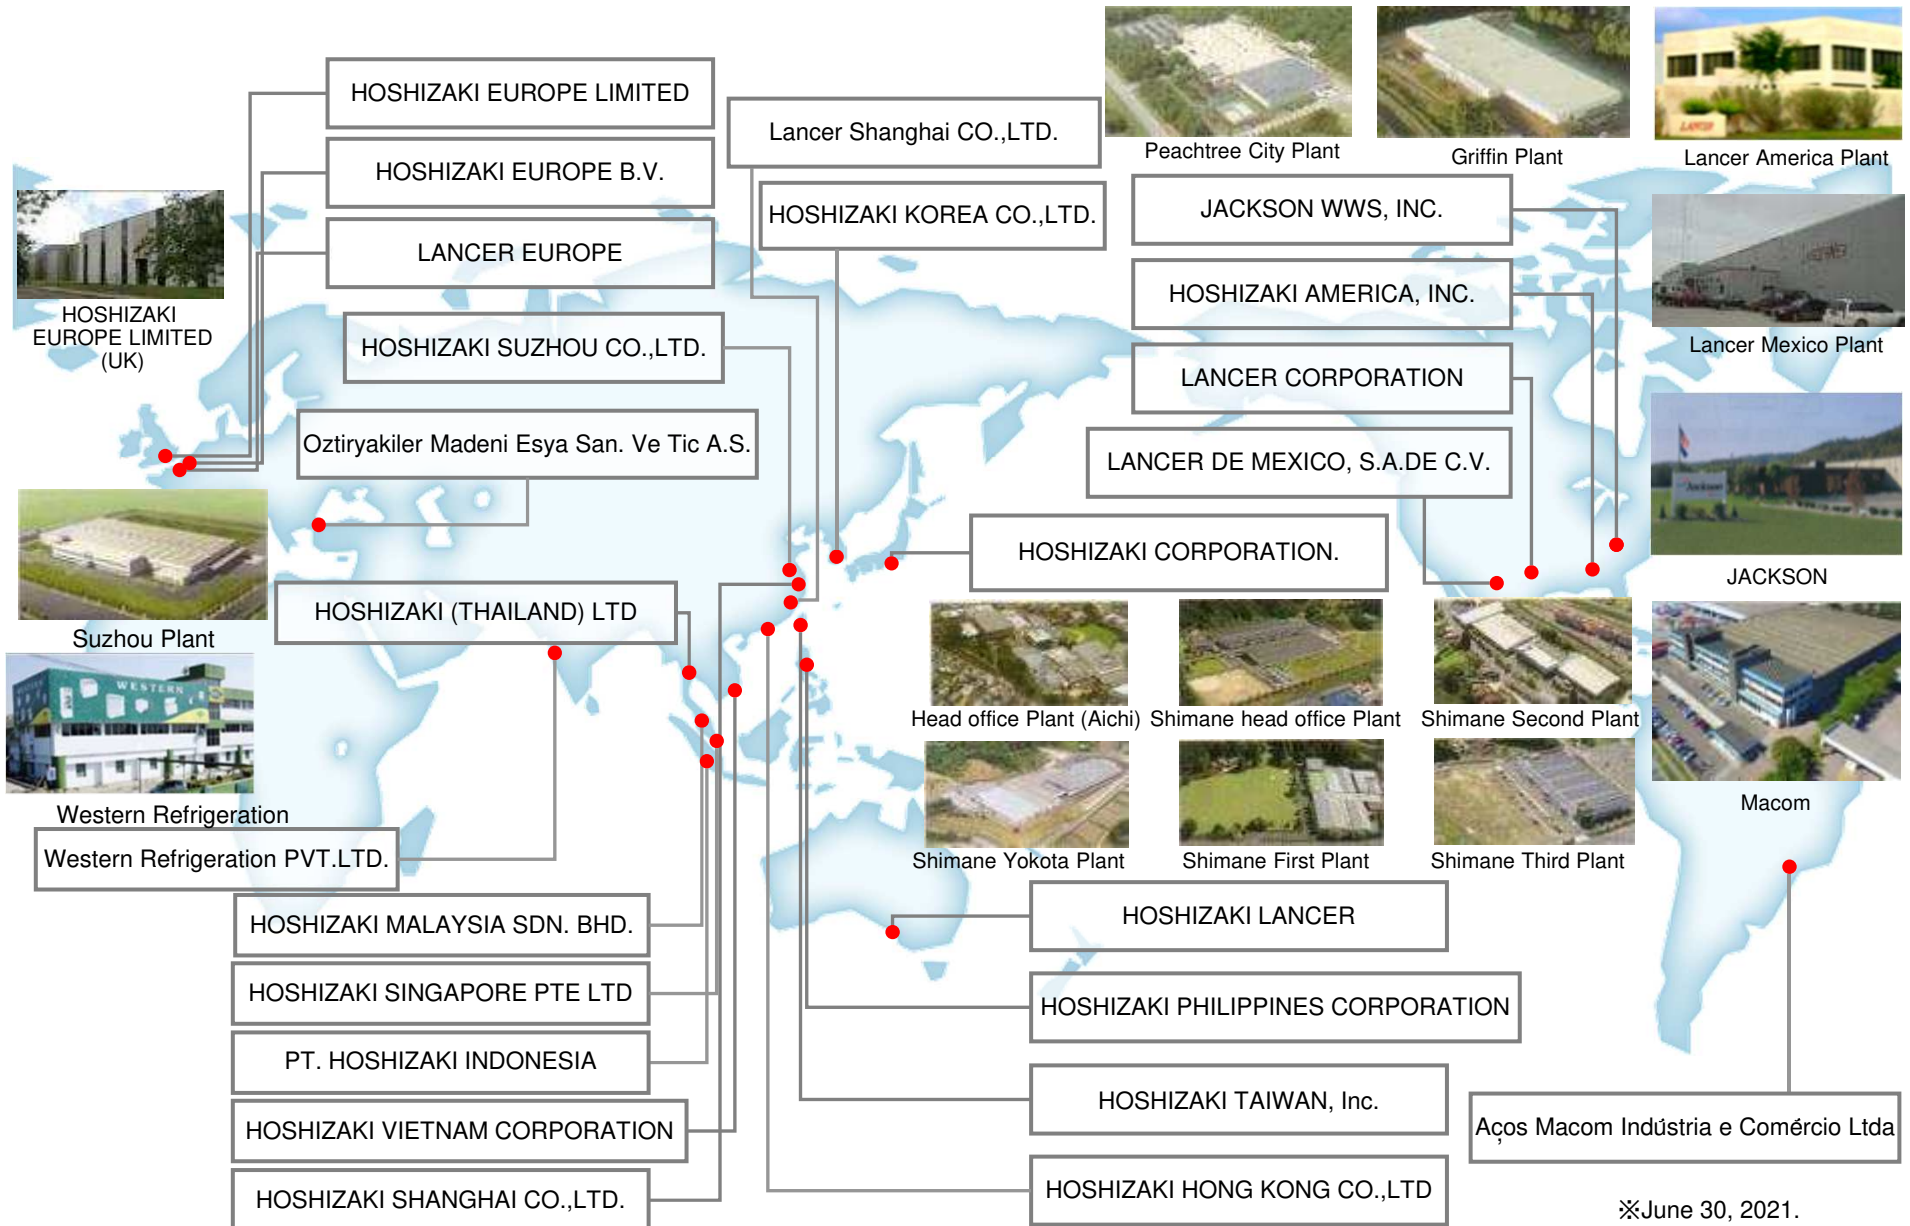 HOSHIZAKI EUROPE LIMITED
HOSHIZAKI EUROPE B.V.
LANCER EUROPE
HOSHIZAKI
EUROPE LIMITED
(UK)
HOSHIZAKI SUZHOU CO.,LTD.
Oztiryakiler Madeni Esya San. Ve Tic A.S.
Lancer Shanghai CO.,LTD.
HOSHIZAKI KOREA CO.,LTD.
Peachtree City Plant
Griffin Plant
LANCER
Lancer America Plant
JACKSON WWS, INC.
HOSHIZAKI AMERICA, INC.
LANCER CORPORATION
LANCER DE MEXICO, S.A.DE C.V.
Lancer Mexico Plant
Jackson
JACKSON
HOSHIZAKI CORPORATION.
Suzhou Plant
HOSHIZAKI (THAILAND) LTD
WESTERN
Western Refrigeration
Western Refrigeration PVT.LTD.
Head office Plant (Aichi)
Shimane head office Plant
Shimane Second Plant
Shimane Yokota Plant
Shimane First Plant
Shimane Third Plant
Macom
HOSHIZAKI MALAYSIA SDN. BHD.
HOSHIZAKI SINGAPORE PTE LTD
PT. HOSHIZAKI INDONESIA
HOSHIZAKI VIETNAM CORPORATION
HOSHIZAKI SHANGHAI CO.,LTD.
HOSHIZAKI LANCER
HOSHIZAKI PHILIPPINES CORPORATION
HOSHIZAKI TAIWAN, Inc.
HOSHIZAKI HONG KONG CO.,LTD
Aços Macom Indústria e Comércio Ltda
※June 30, 2021.